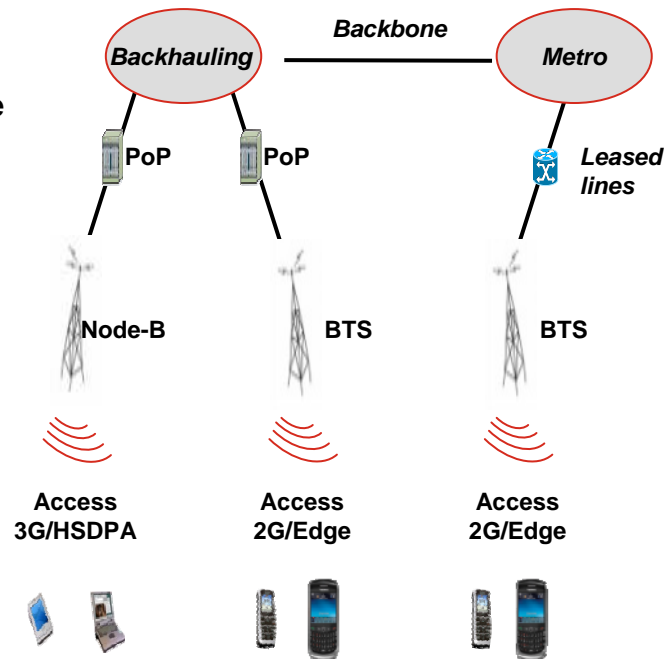 Backbone
Backhauling
Metro
e
PoP
PoP
Leased
lines
Node-B
BTS
BTS
Access
3G/HSDPA
Access
2G/Edge
Access
2G/Edge